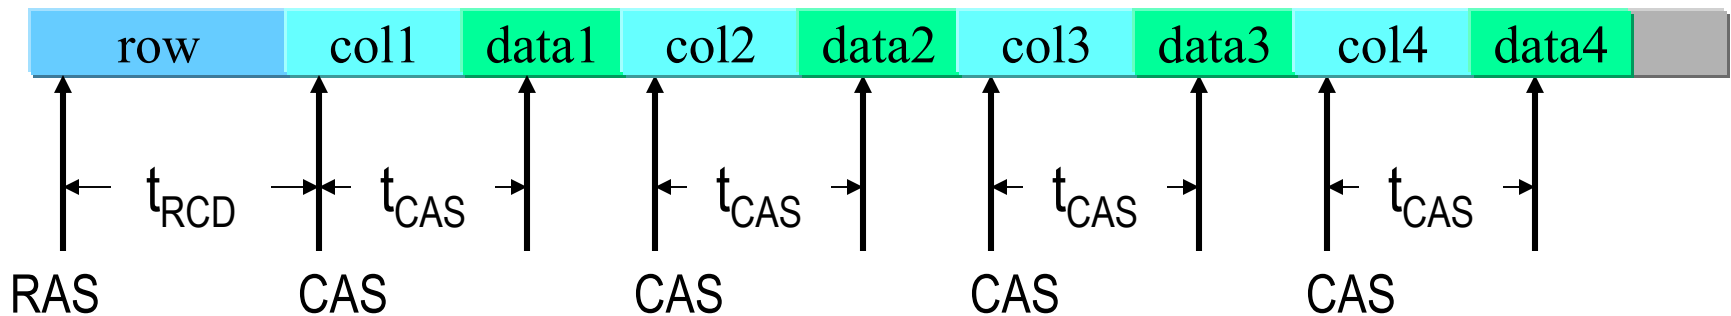 row col1 data1 col2 data2 col3 data3 col4 data4
tRCD tCAS tCAS tCAS tCAS
RAS CAS CAS CAS CAS